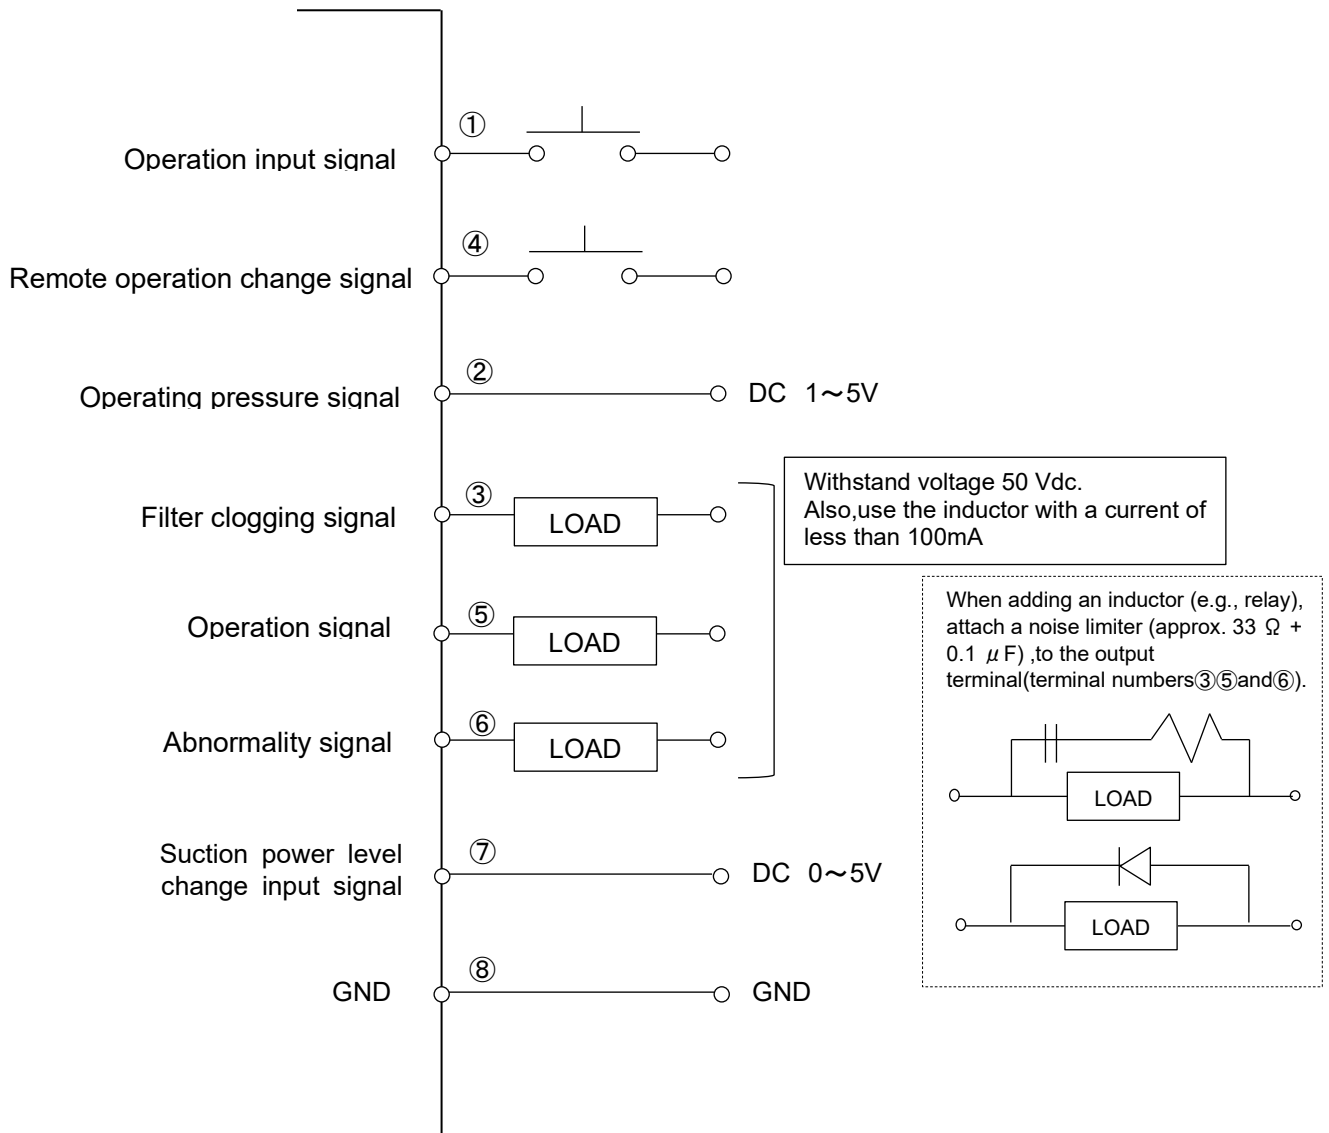 ①
Operation input signal
④
Remote operation change signal
②
Operating pressure signal
DC 1～5V
③
Filter clogging signal
LOAD
Withstand voltage 50 Vdc.
Also,use the inductor with a current of
less than 100mA
⑤
Operation signal
LOAD
⑥
Abnormality signal
LOAD
When adding an inductor (e.g., relay),
attach a noise limiter (approx. 33 Ω +
0.1 μF) ,to the output
terminal(terminal numbers③⑤and⑥).
LOAD
LOAD
⑦
Suction power level
change input signal
DC 0～5V
⑧
GND
GND